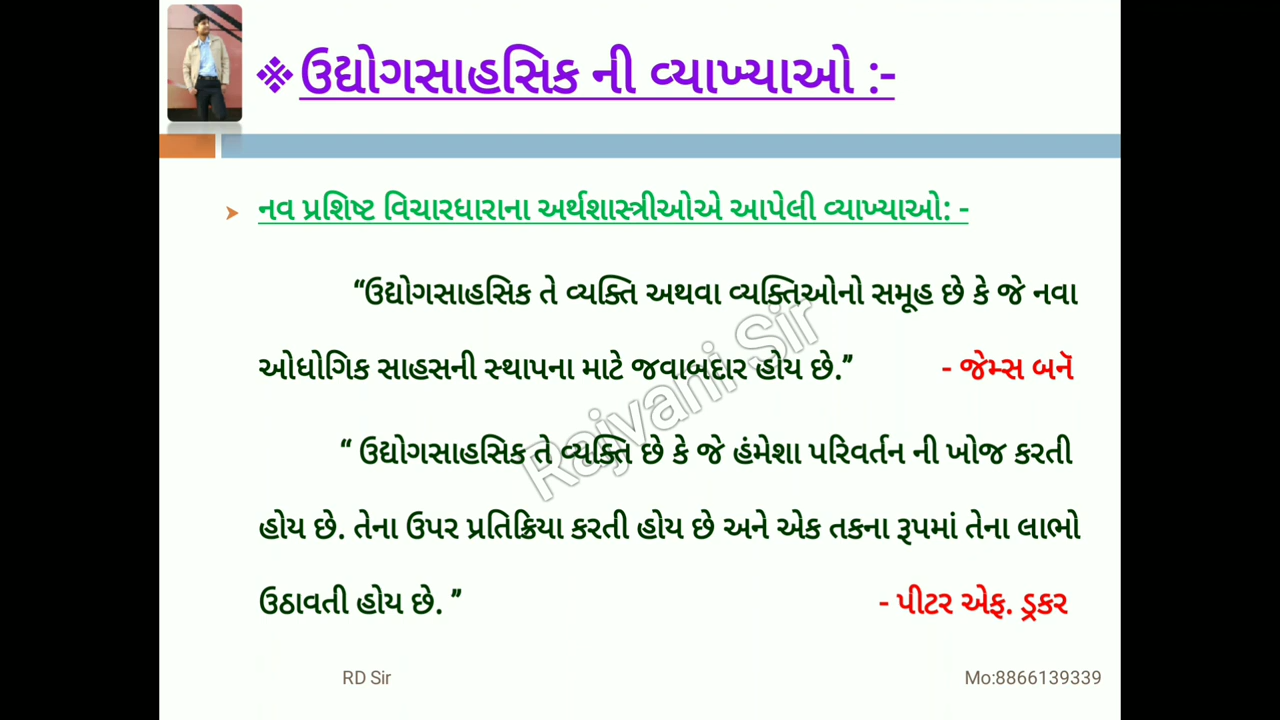 ❖ઉદ્યોગસાહસિક ની વ્યાખ્યાઓ :-
➤ નવ પ્રશિષ્ટ વિચારધારાના અર્થશાસ્ત્રીઓએ આપેલી વ્યાખ્યાઓ: -
“ઉદ્યોગસાહસિક તે વ્યક્તિ અથવા વ્યક્તિઓનો સમૂહ છે કે જે નવા
ઓધોગિક સાહસની સ્થાપના માટે જવાબદાર હોય છે.” - જેમ્સ બર્ને
“ ઉદ્યોગસાહસિક તે વ્યક્તિ છે કે જે હંમેશા પરિવર્તન ની ખોજ કરતી
હોય છે. તેના ઉપર પ્રતિક્રિયા કરતી હોય છે અને એક તકના રૂપમાં તેના લાભો
ઉઠાવતી હોય છે. ” - પીટર એફ. ડ્રકર
Rajvani Sir
RD Sir Mo:8866139339